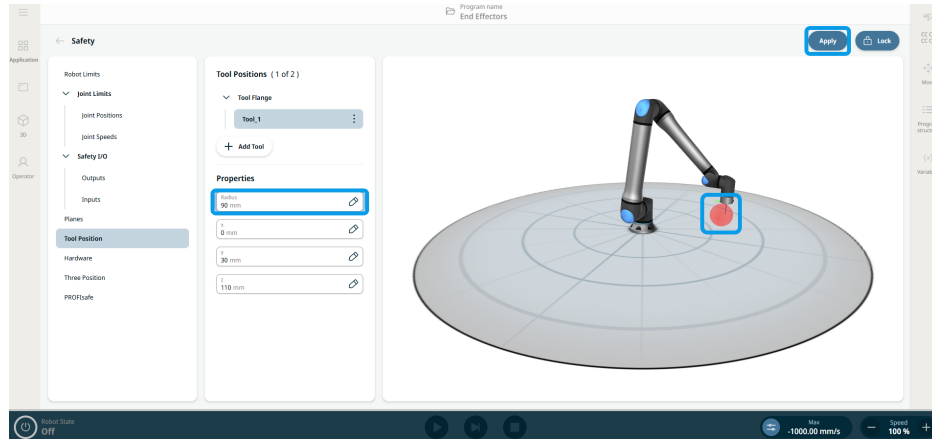 Program name
End Effectors
Safety
Apply
Lock
Application
3D
Operator
Robot Limits
Joint Limits
Joint Positions
Joint Speeds
Safety I/O
Outputs
Inputs
Planes
Tool Position
Hardware
Three Position
PROFIsafe
Tool Positions ( 1 of 2 )
Tool Flange
Tool_1
+ Add Tool
Properties
Radius
90 mm
X
0 mm
Y
30 mm
Z
110 mm
Robot State
Off
Max
-1000.00 mm/s
Speed
100 %